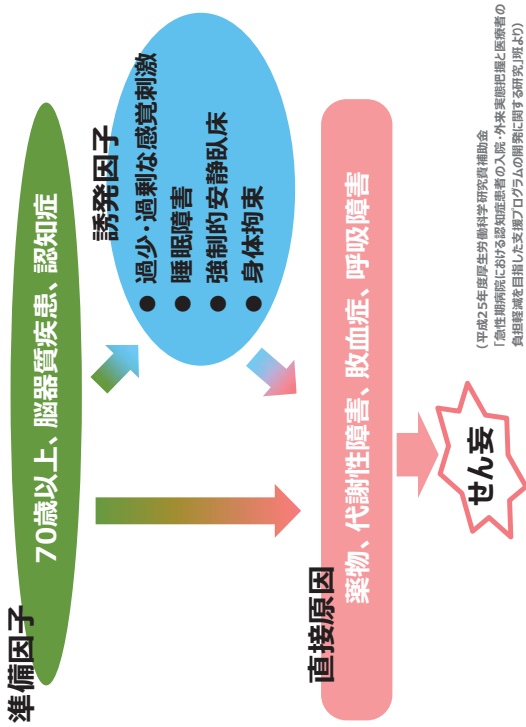 準備因子
70歳以上、脳器質疾患、認知症
誘発因子
● 過少・過剰な感覚刺激
● 睡眠障害
● 強制的安静臥床
● 身体拘束
直接原因
薬物、代謝性障害、敗血症、呼吸障害
せん妄
(平成25年度厚生労働科学研究費補助金
「急性期病院における認知症患者の入院・外来実態把握と医療者の
負担軽減を目指した支援プログラムの開発に関する研究」班より)